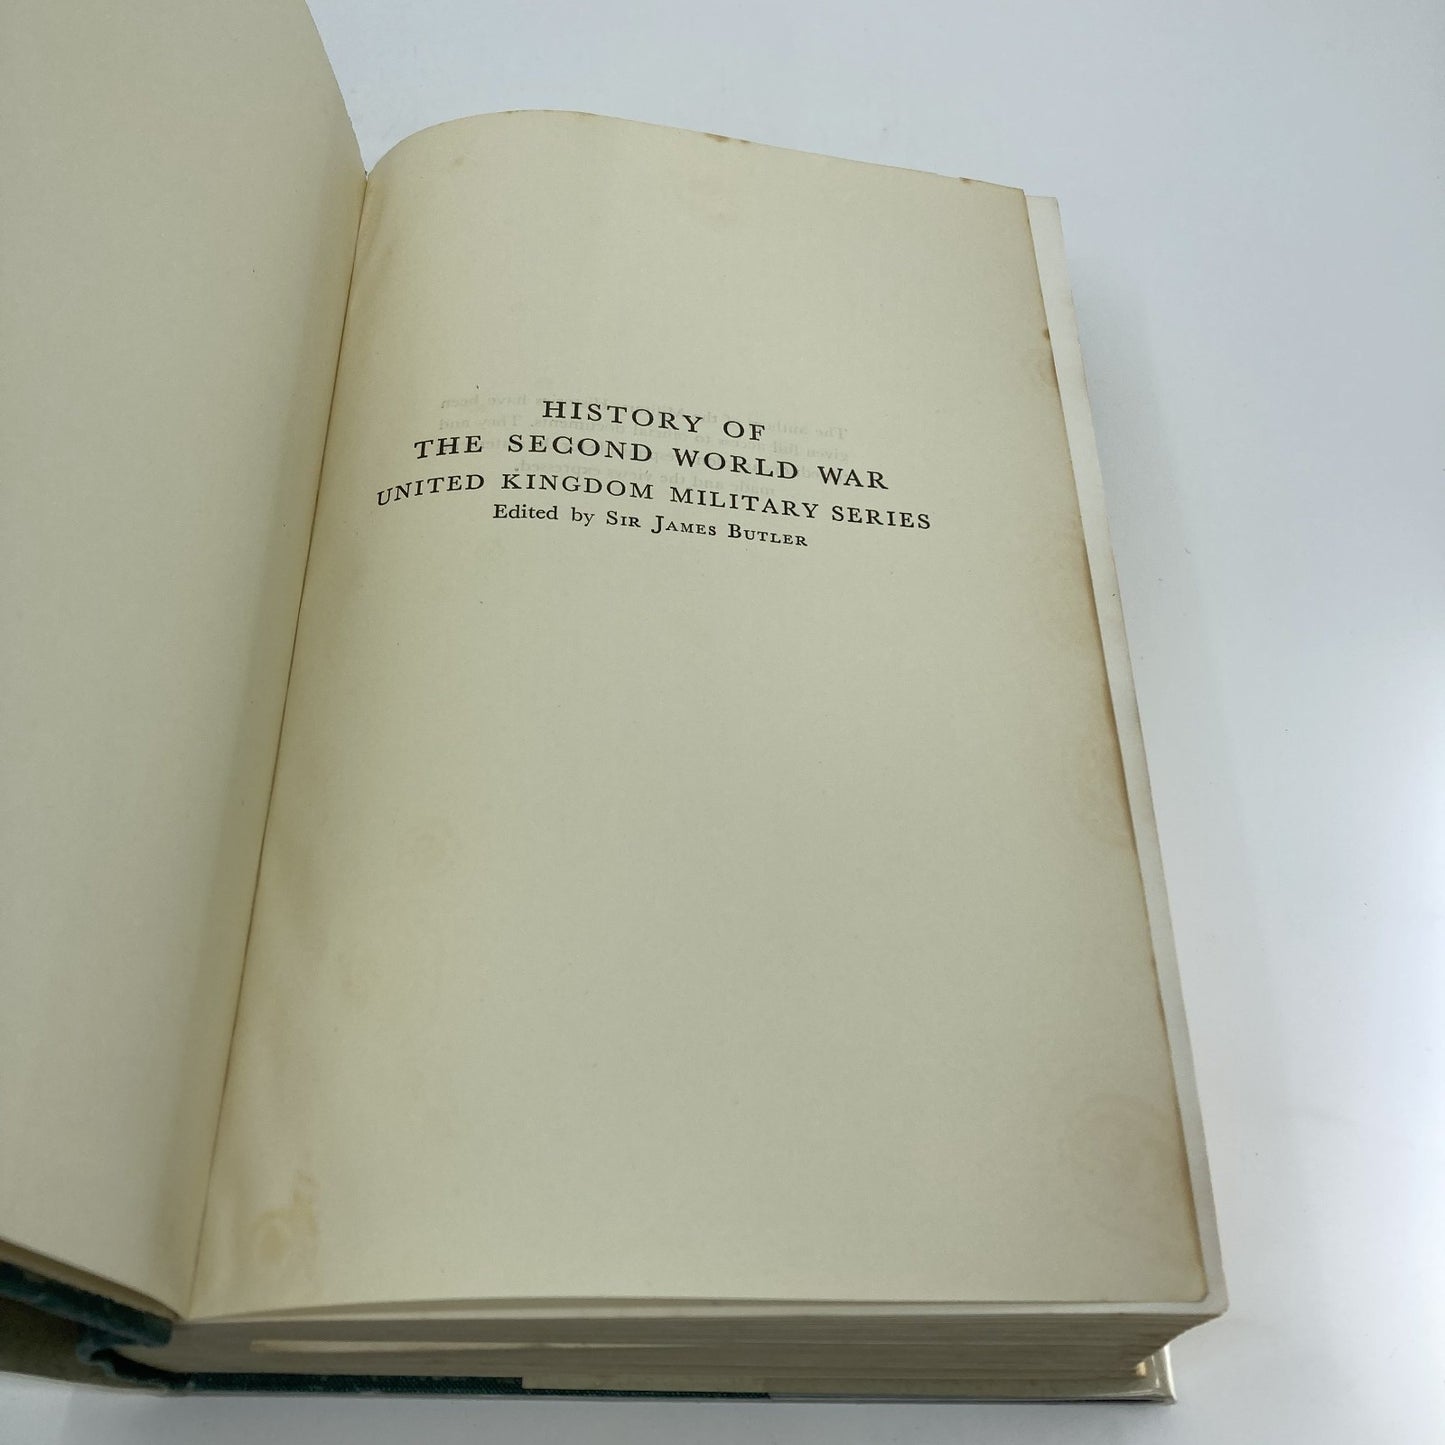 HISTORY OF
THE SECOND WORLD WAR
UNITED KINGDOM MILITARY SERIES
Edited by SIR JAMES BUTLER